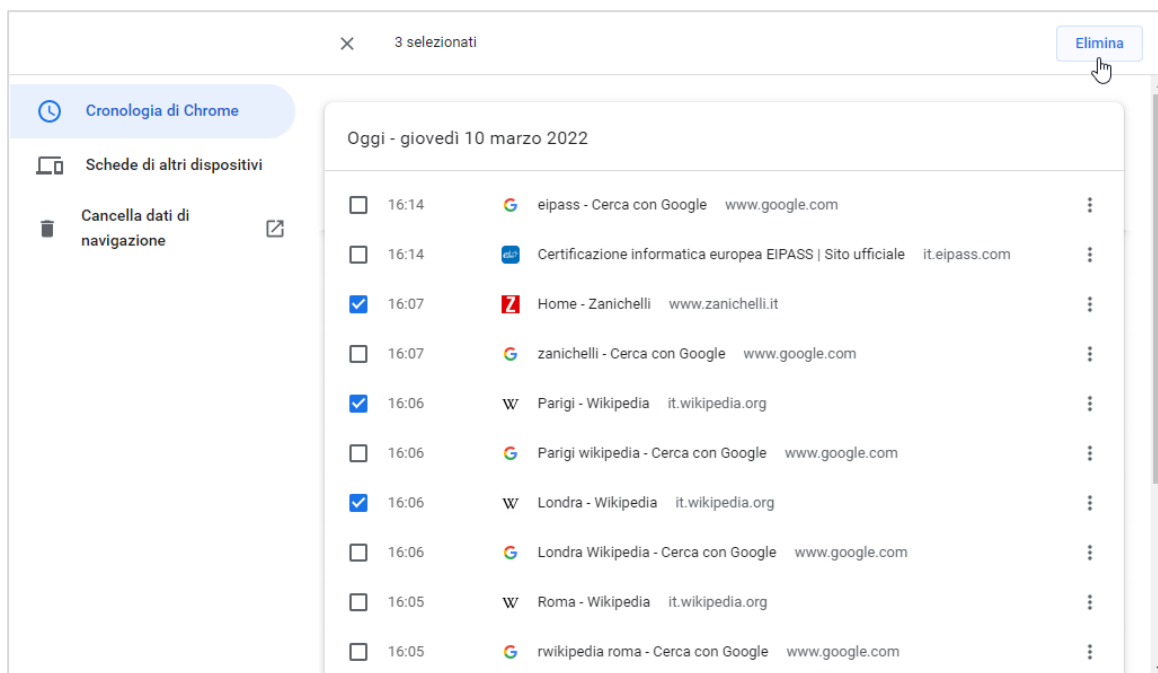 3 selezionati
Elimina
Cronologia di Chrome
Schede di altri dispositivi
Cancella dati di
navigazione
Oggi - giovedì 10 marzo 2022
16:14 eipass - Cerca con Google www.google.com
16:14 Certificazione informatica europea EIPASS | Sito ufficiale it.eipass.com
16:07 Z Home - Zanichelli www.zanichelli.it
16:07 zanichelli - Cerca con Google www.google.com
16:06 W Parigi - Wikipedia it.wikipedia.org
16:06 Parigi wikipedia - Cerca con Google www.google.com
16:06 W Londra - Wikipedia it.wikipedia.org
16:06 Londra Wikipedia - Cerca con Google www.google.com
16:05 W Roma - Wikipedia it.wikipedia.org
16:05 rwikipedia roma - Cerca con Google www.google.com